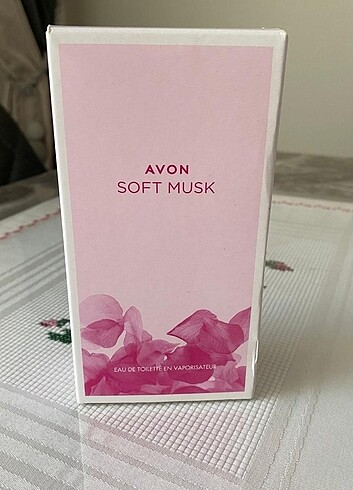 AVON
SOFT MUSK
EAU DE TOILETTE EN VAPORISATEUR